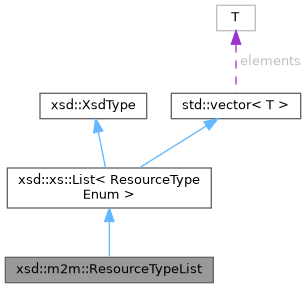 T
elements
xsd::XsdType
std::vector< T >
xsd::xs::List< ResourceType
Enum >
xsd::m2m::ResourceTypeList